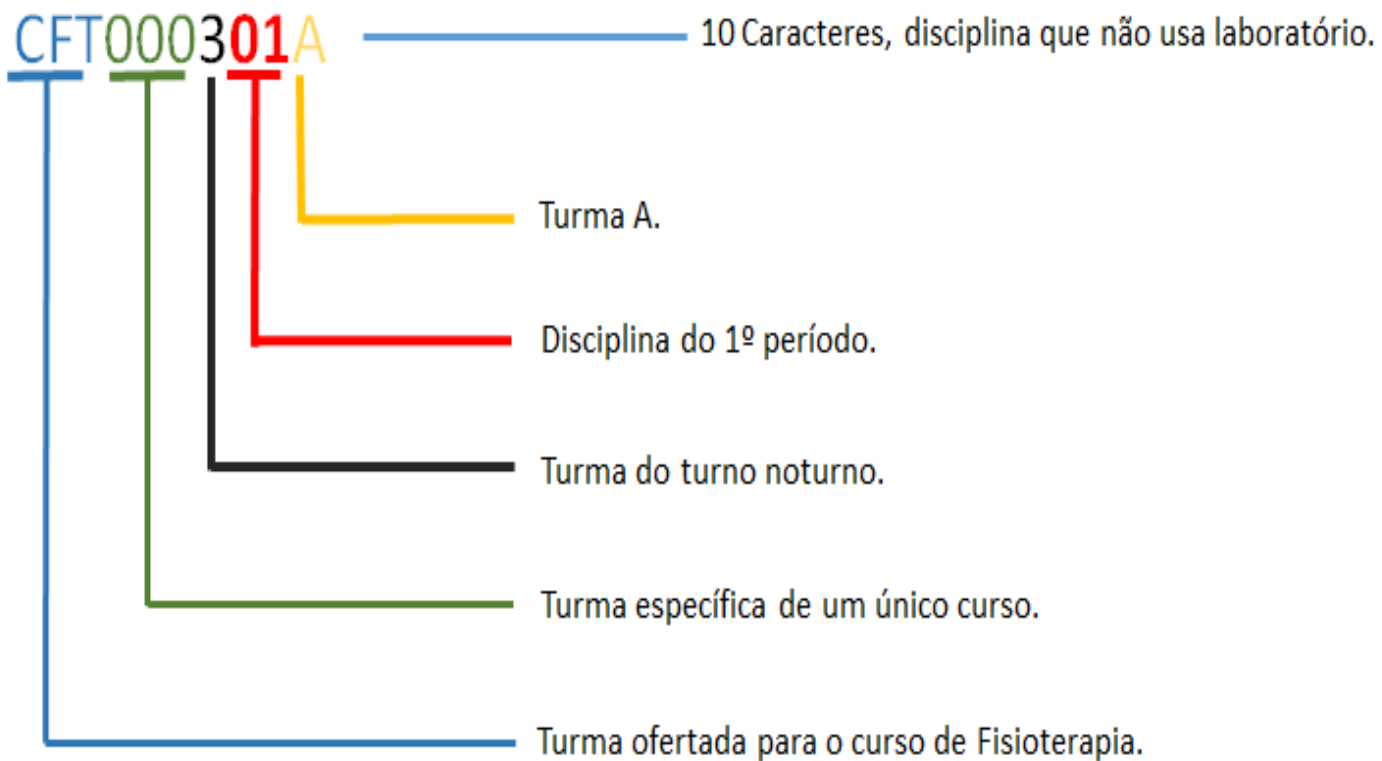 CFT000301A
10 Caracteres, disciplina que não usa laboratório.
Turma A.
Disciplina do 1º período.
Turma do turno noturno.
Turma específica de um único curso.
Turma ofertada para o curso de Fisioterapia.